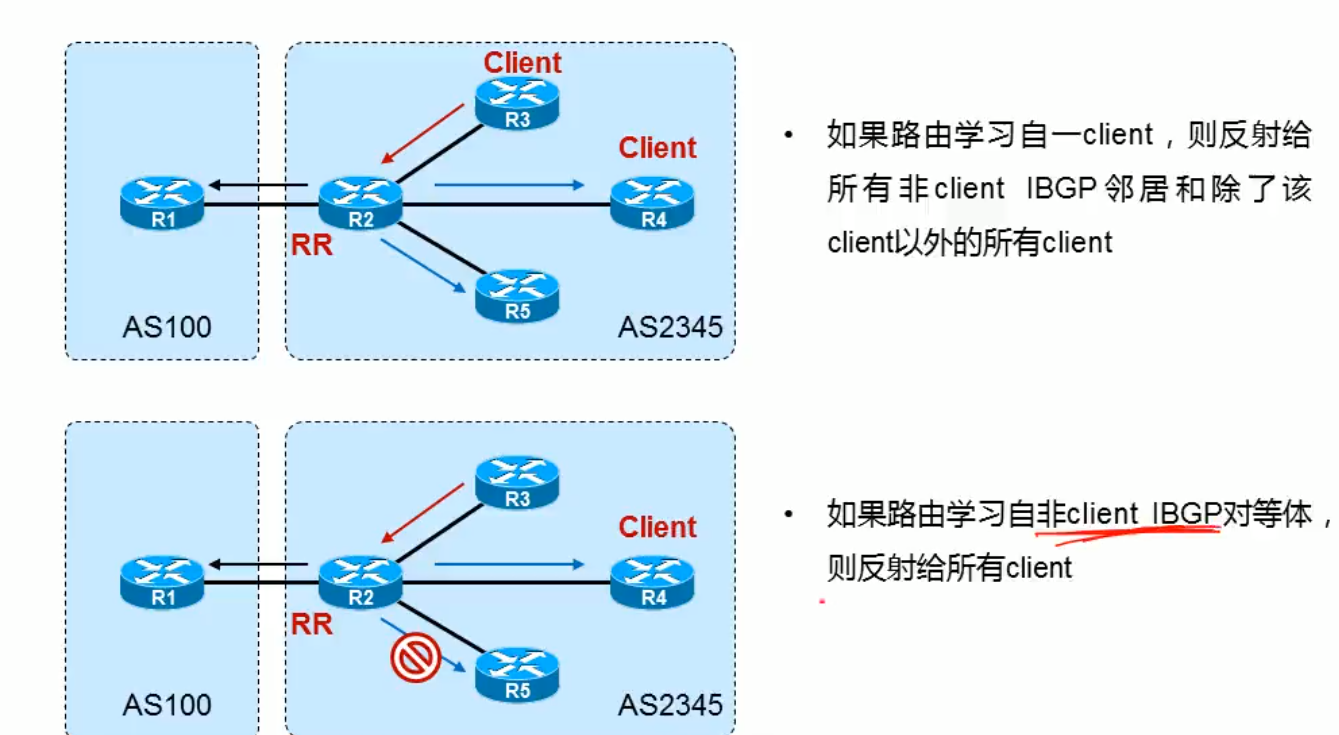 Client
R3
Client
R1
R2
R4
RR
R5
AS100
AS2345
• 如果路由学习自一client，则反射给
所有非client IBGP邻居和除了该
client以外的所有client
R3
Client
R1
R2
R4
RR
R5
AS100
AS2345
• 如果路由学习自非client IBGP对等体，
则反射给所有client